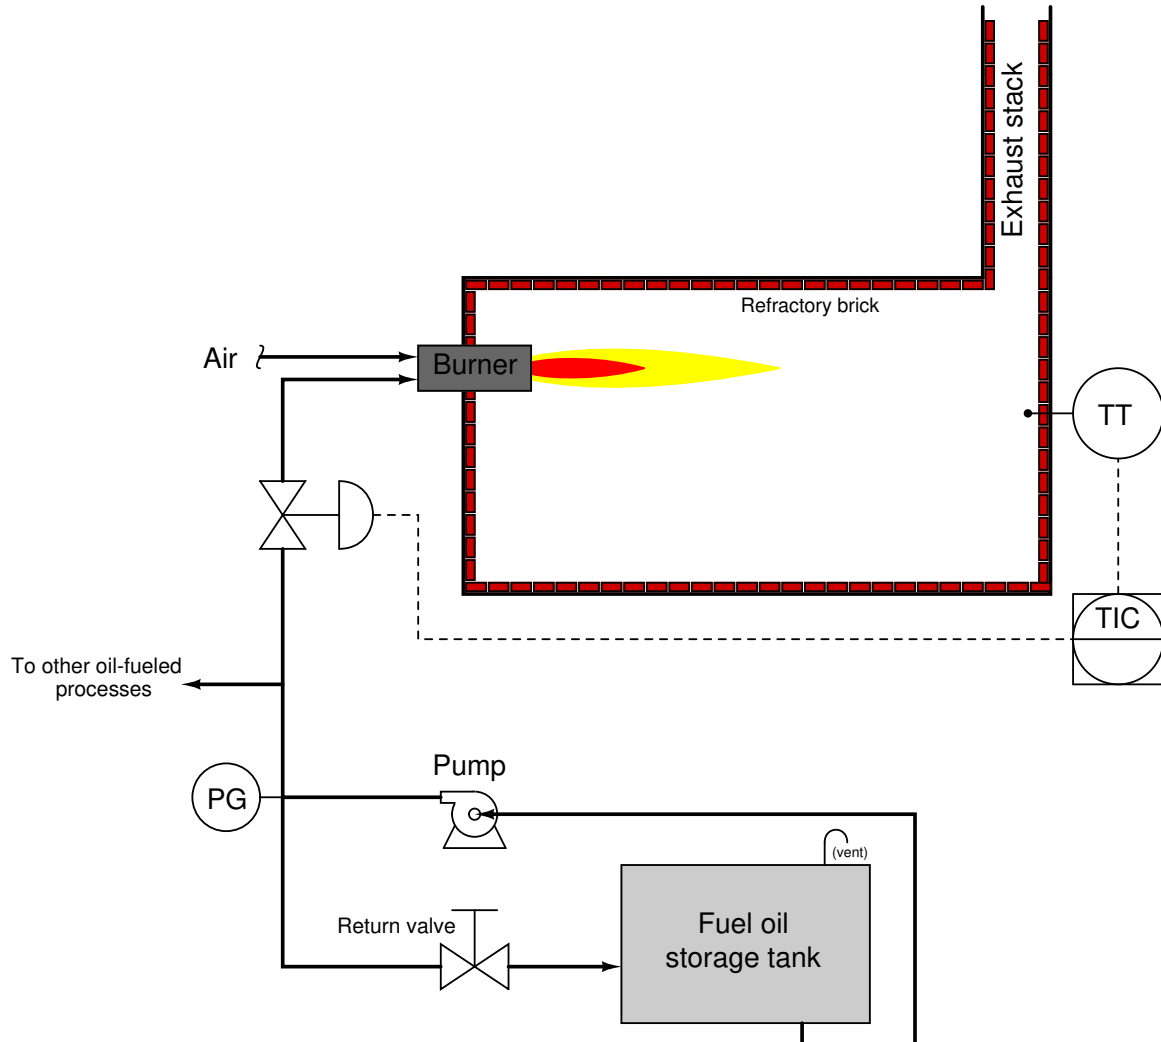 Exhaust stack
Refractory brick
Air
Burner
TT
TIC
To other oil-fueled
processes
Pump
PG
(vent)
Return valve
Fuel oil
storage tank